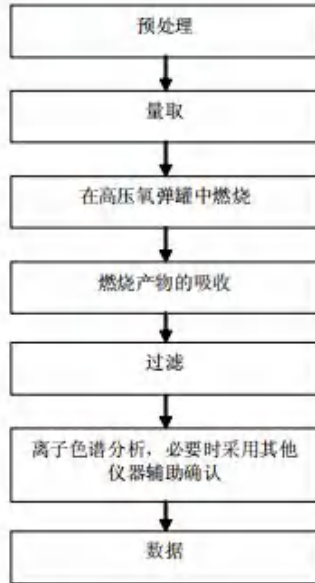 预处理
量取
在高压氧弹罐中燃烧
燃烧产物的吸收
过滤
离子色谱分析，必要时采用其他
仪器辅助确认
数据